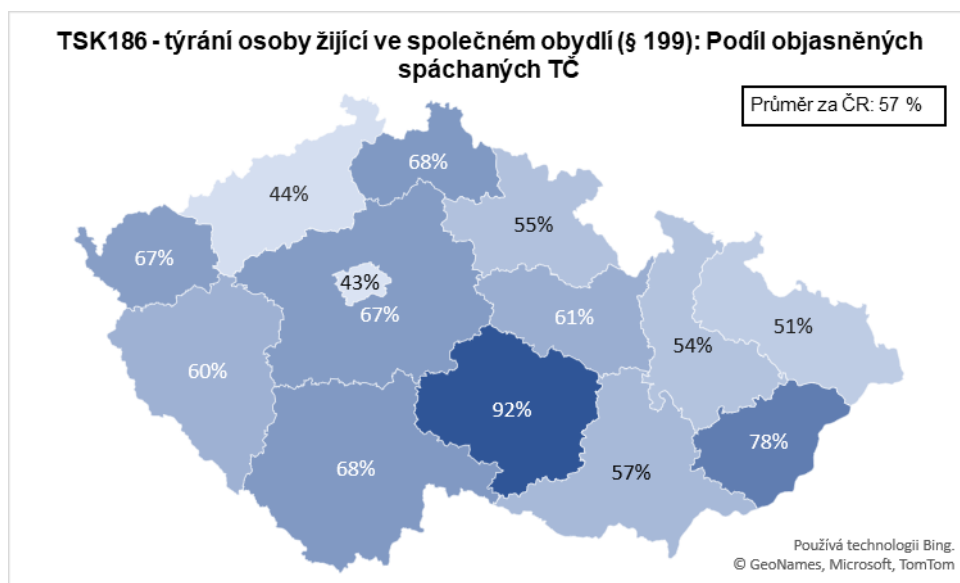 TSK186 - týrání osoby žijící ve společném obydlí (§ 199): Podíl objasněných
spáchaných TČ
Průměr za ČR: 57 %
68%
44%
55%
67%
43%
67%
61%
51%
54%
60%
92%
78%
68%
57%
Používá technologii Bing.
© GeoNames, Microsoft, TomTom